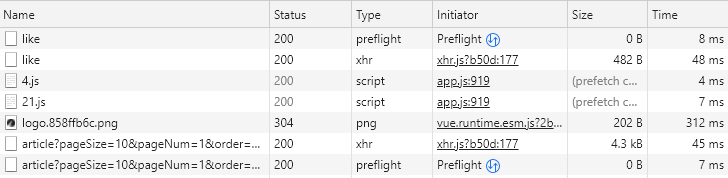 Name Status Type Initiator Size Time
like 200 preflight Preflight 0 B 8 ms
like 200 xhr xhr.js?b50d:177 482 B 48 ms
4.js 200 script app.js:919 (prefetch c... 4 ms
21.js 200 script app.js:919 (prefetch c... 7 ms
logo.858ffb6c.png 304 png vue.runtime.esm.js?2b... 202 B 312 ms
article?pageSize=10&pageNum=1&order=... 200 xhr xhr.js?b50d:177 4.3 kB 45 ms
article?pageSize=10&pageNum=1&order=... 200 preflight Preflight 0 B 7 ms